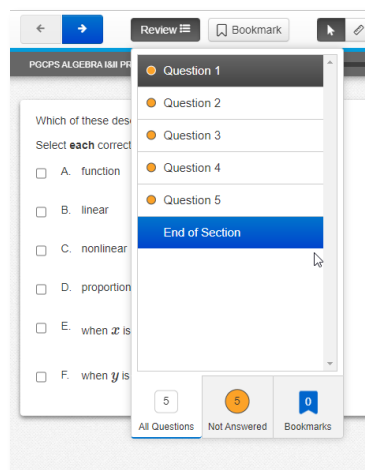 Review
Bookmark
PGCPS ALGEBRA I&II PR
Question 1
Question 2
Question 3
Question 4
Question 5
End of Section
Which of these des
Select each correct
A. function
B. linear
C. nonlinear
D. proportion
E. when x is
F. when y is
5
5
0
All Questions
Not Answered
Bookmarks